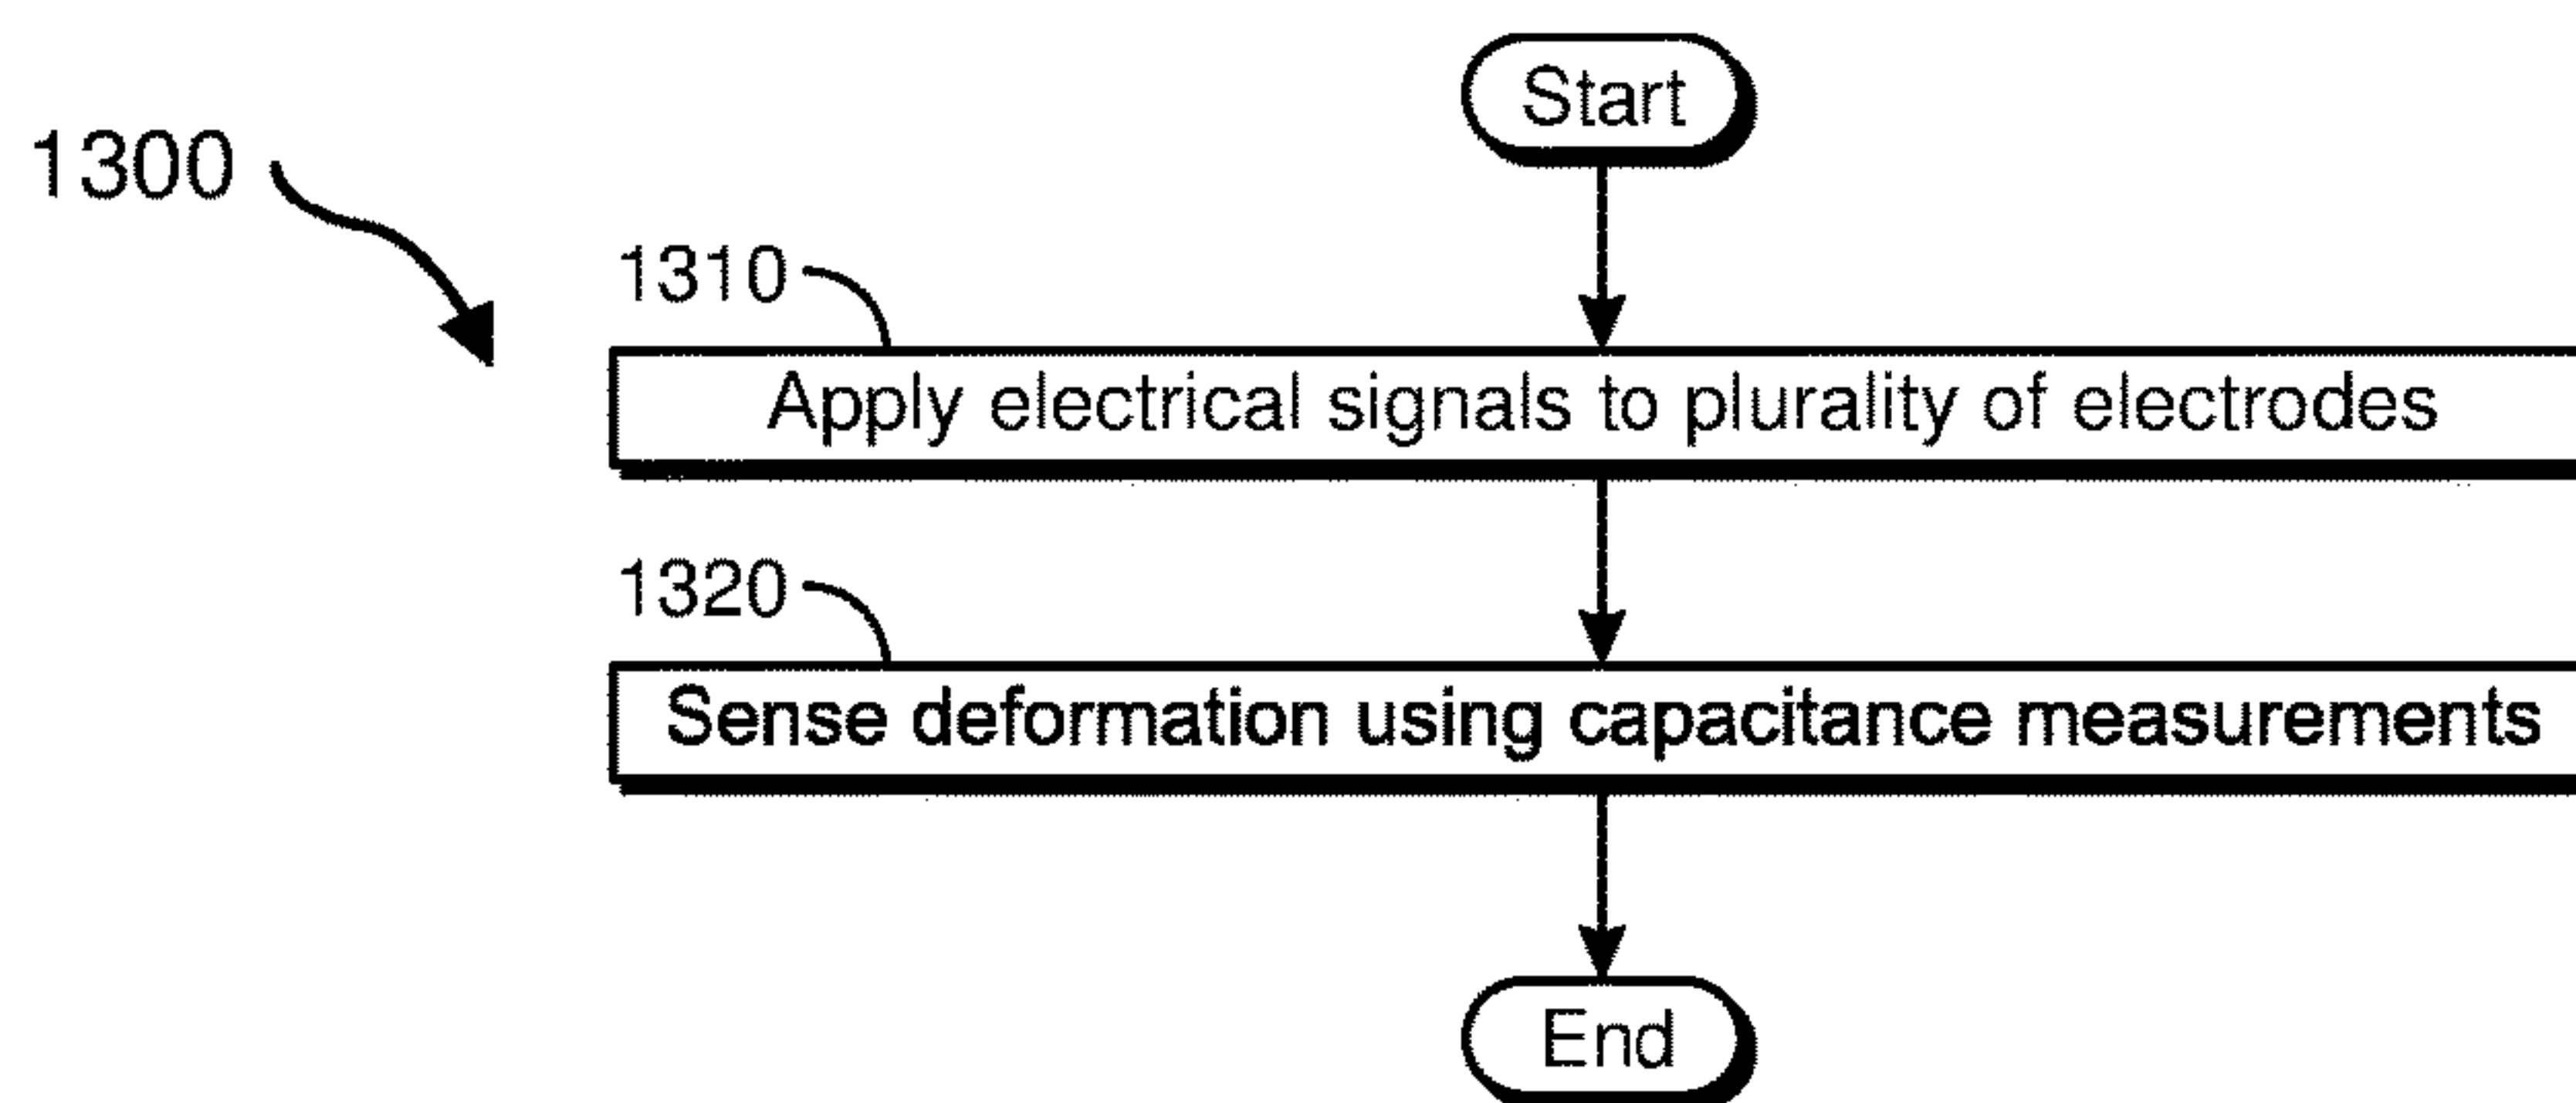 Start
1300
1310
Apply electrical signals to plurality of electrodes
1320
Sense deformation using capacitance measurements
End